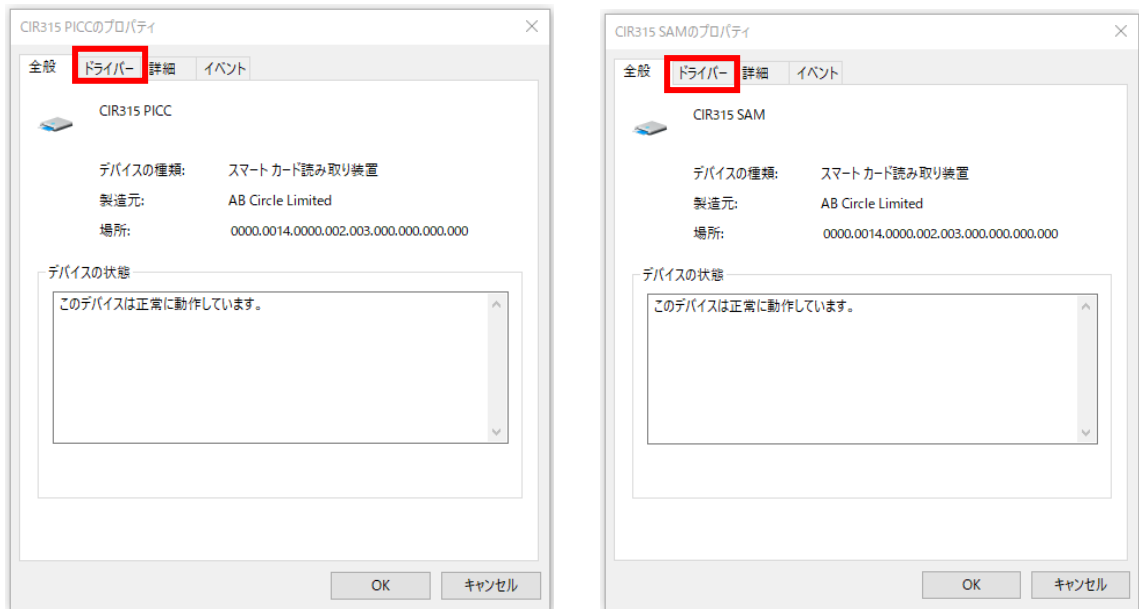 CIR315 PICCのプロパティ
全般 ドライバー 詳細 イベント
CIR315 PICC
デバイスの種類: スマート カード読み取り装置
製造元: AB Circle Limited
場所: 0000.0014.0000.002.003.000.000.000.000
デバイスの状態
このデバイスは正常に動作しています。
OK キャンセル
CIR315 SAMのプロパティ
全般 ドライバー 詳細 イベント
CIR315 SAM
デバイスの種類: スマート カード読み取り装置
製造元: AB Circle Limited
場所: 0000.0014.0000.002.003.000.000.000.000
デバイスの状態
このデバイスは正常に動作しています。
OK キャンセル